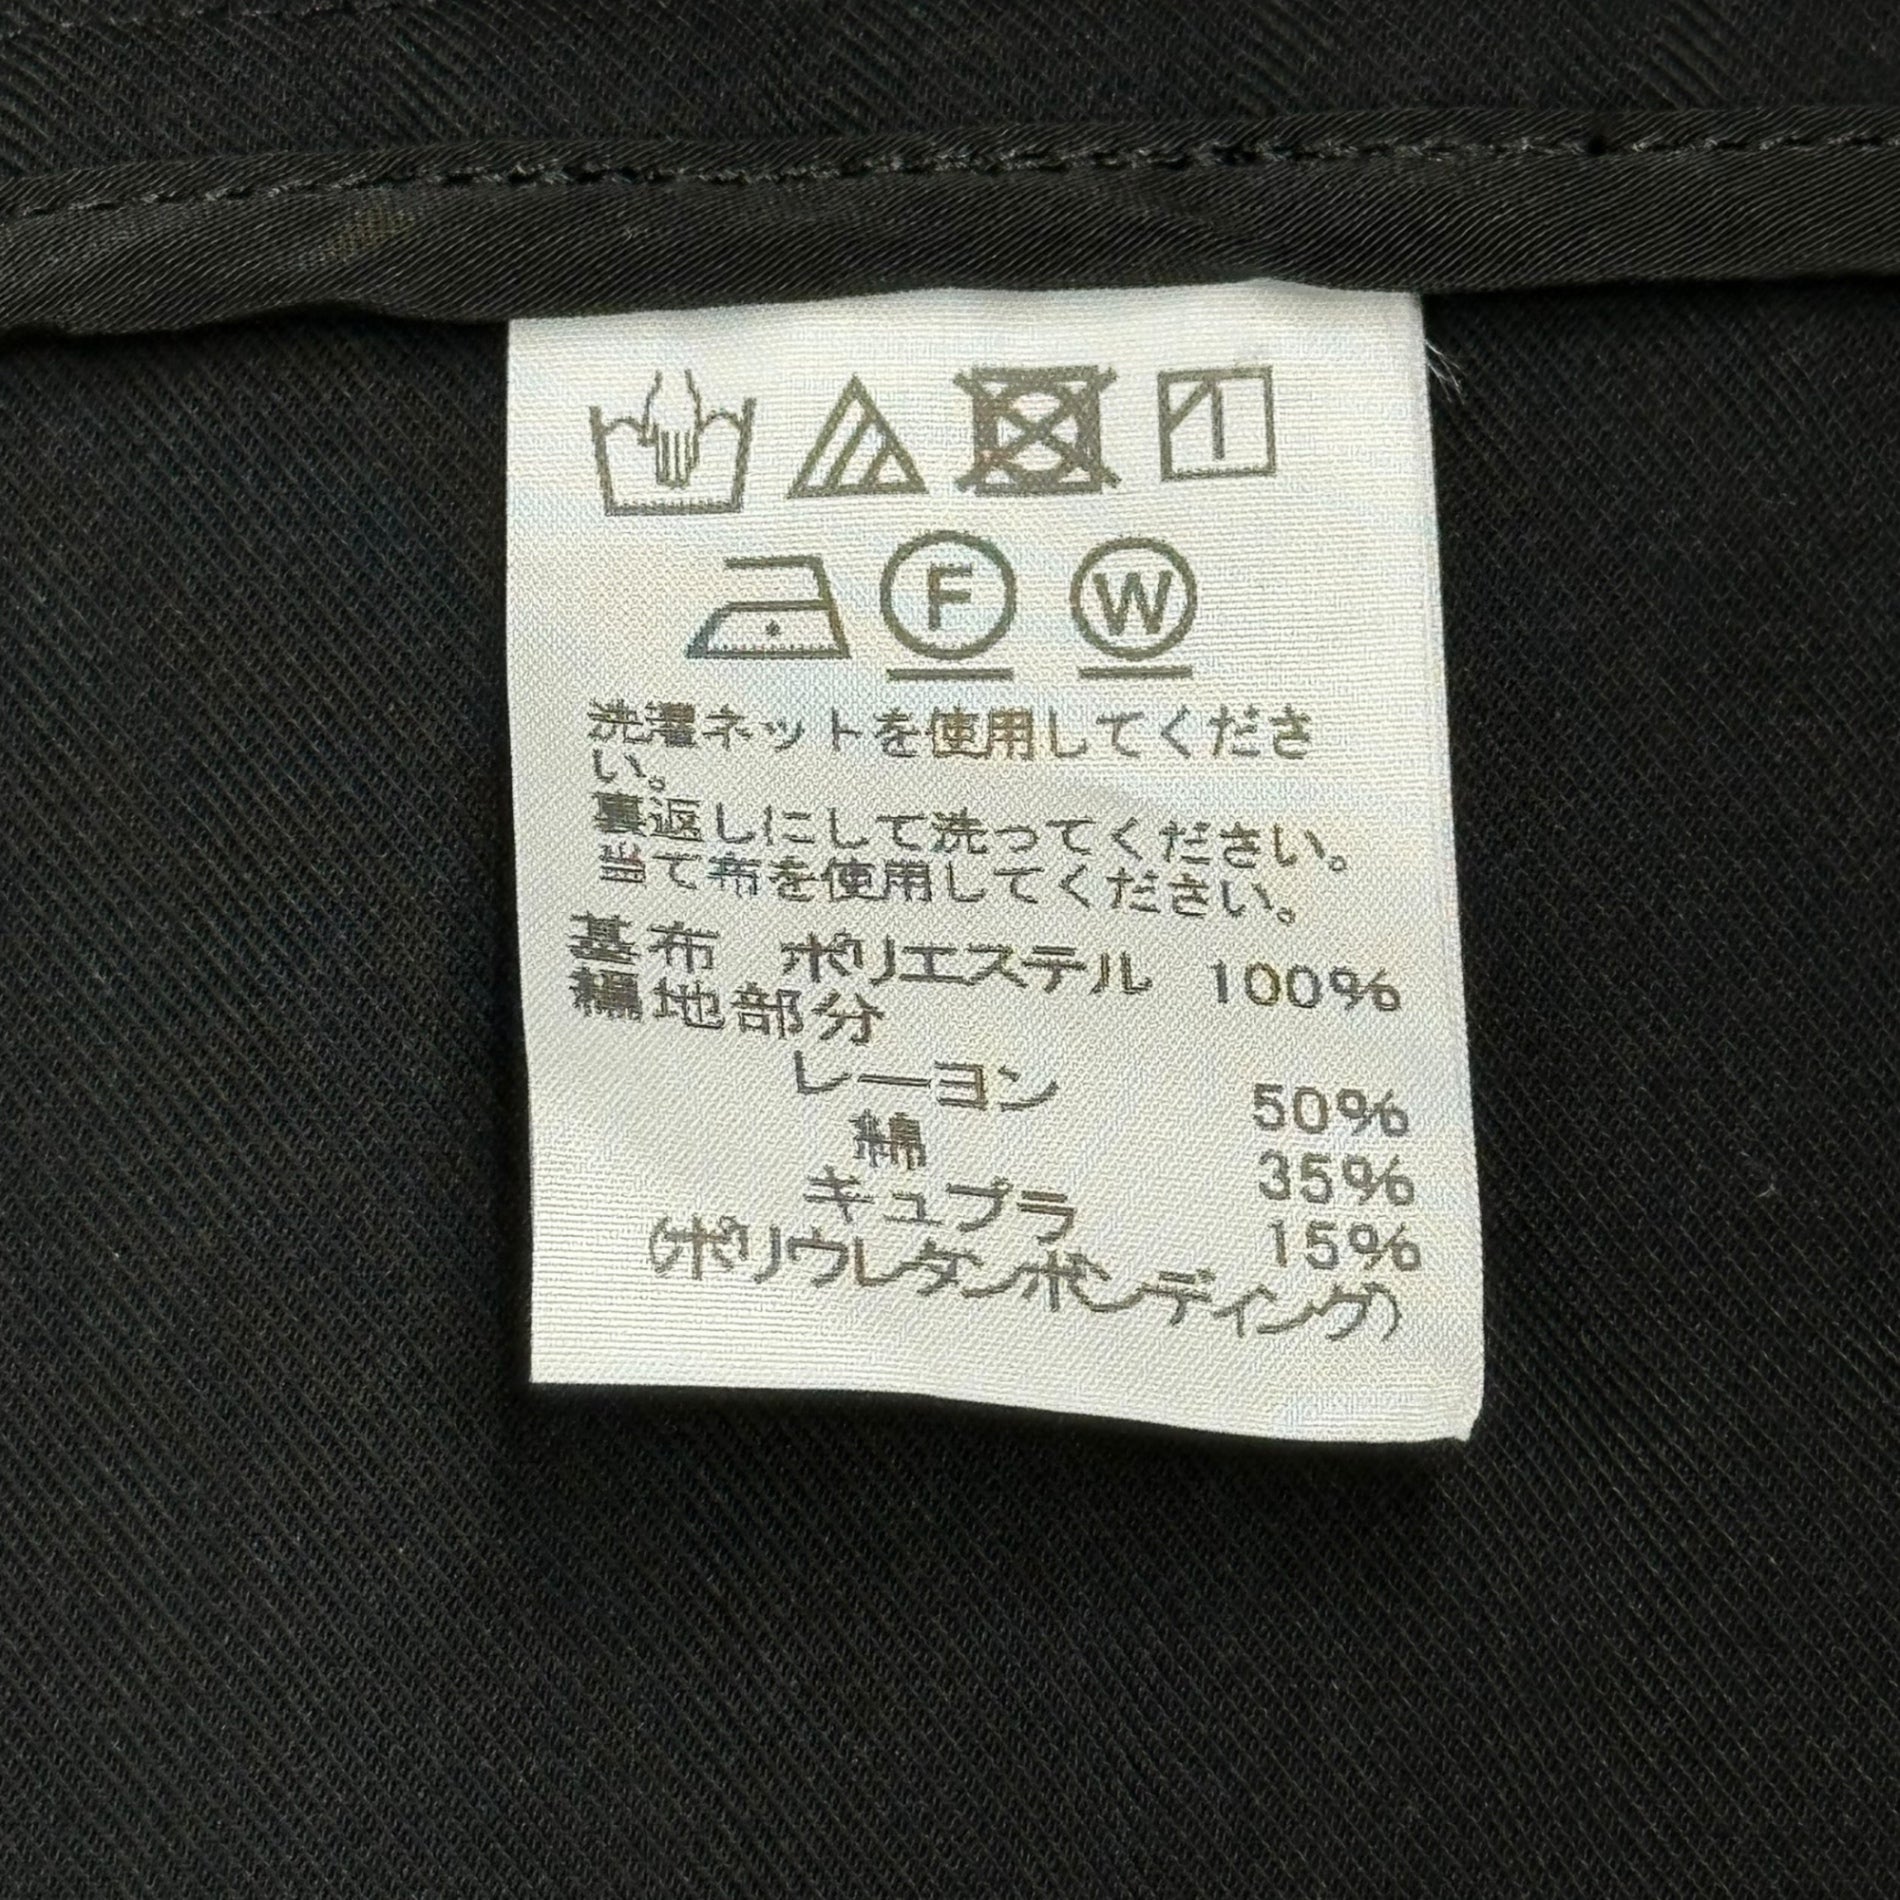 F W
洗濯ネットを使用してくださ
い。
裏返しにして洗ってください。
当て布を使用してください。
基布 ポリエステル 100%
編地部分
レーヨン 50%
綿 35%
キュプラ 15%
(ポリウレタンボンディング)